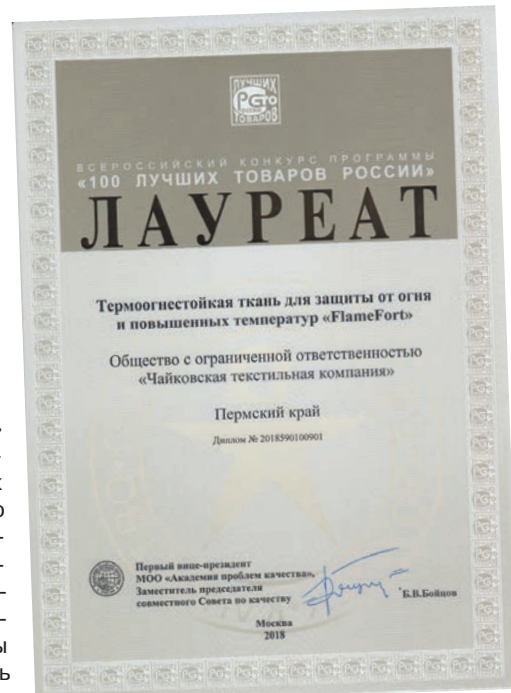 ЛУЧШИХ
PGто
ТОВАРОВ
ВСЕРОССИЙСКИЙ КОНКУРС ПРОГРАММЫ
«100 ЛУЧШИХ ТОВАРОВ РОССИИ»
ЛАУРЕАТ
Термоогнестойкая ткань для защиты от огня
и повышенных температур «FlameFort»
Общество с ограниченной ответственностью
«Чайковская текстильная компания»
Пермский край
Диплом № 2018590100901
Первый вице-президент
МОО «Академия проблем качества»,
Заместитель председателя
совместного Совета по качеству
Б.В.Бойцов
Москва
2018